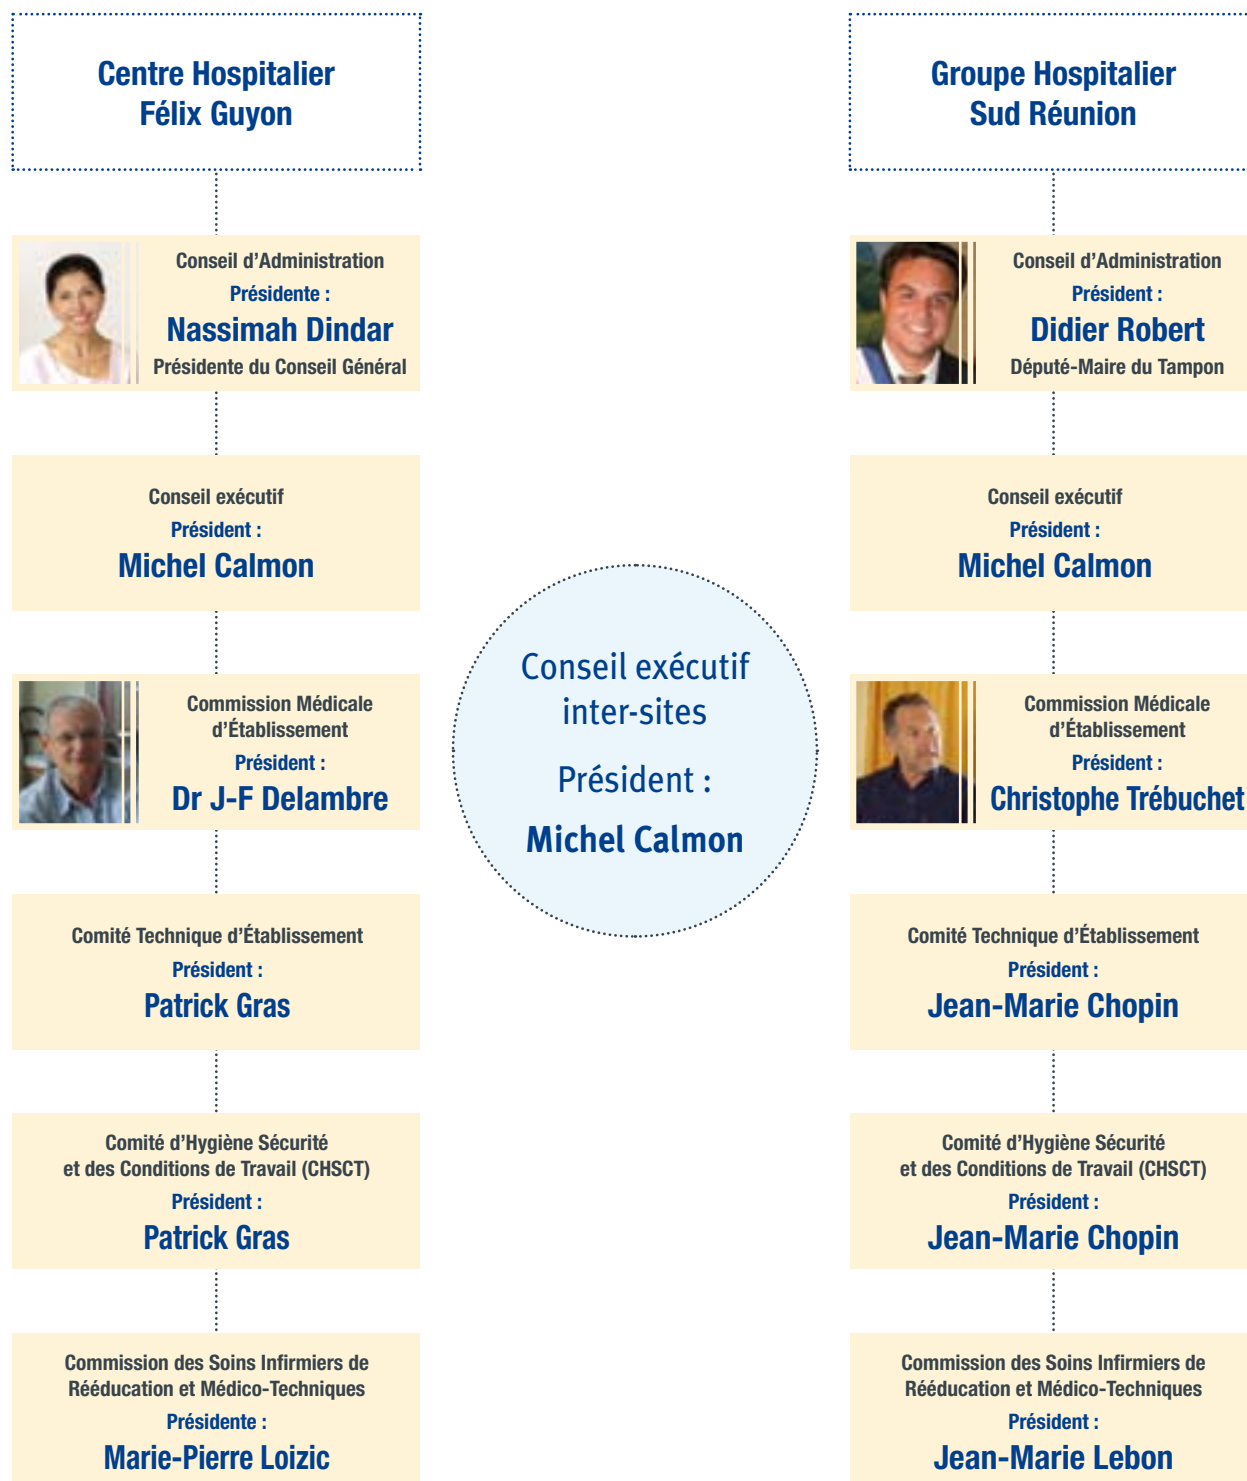 Centre Hospitalier
Félix Guyon
Conseil d’Administration
Présidente :
Nassimah Dindar
Présidente du Conseil Général
Conseil exécutif
Président :
Michel Calmon
Commission Médicale
d’Établissement
Président :
Dr J-F Delambre
Comité Technique d’Établissement
Président :
Patrick Gras
Comité d’Hygiène Sécurité
et des Conditions de Travail (CHSCT)
Président :
Patrick Gras
Commission des Soins Infirmiers de
Rééducation et Médico-Techniques
Présidente :
Marie-Pierre Loizic
Conseil exécutif
inter-sites
Président :
Michel Calmon
Groupe Hospitalier
Sud Réunion
Conseil d’Administration
Président :
Didier Robert
Député-Maire du Tampon
Conseil exécutif
Président :
Michel Calmon
Commission Médicale
d’Établissement
Président :
Christophe Trébuchet
Comité Technique d’Établissement
Président :
Jean-Marie Chopin
Comité d’Hygiène Sécurité
et des Conditions de Travail (CHSCT)
Président :
Jean-Marie Chopin
Commission des Soins Infirmiers de
Rééducation et Médico-Techniques
Président :
Jean-Marie Lebon